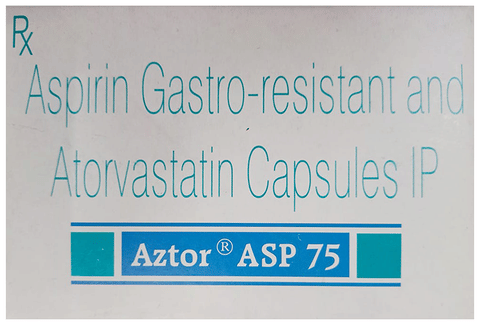 Rx
Aspirin Gastro-resistant and
Atorvastatin Capsules IP
Aztor® ASP 75